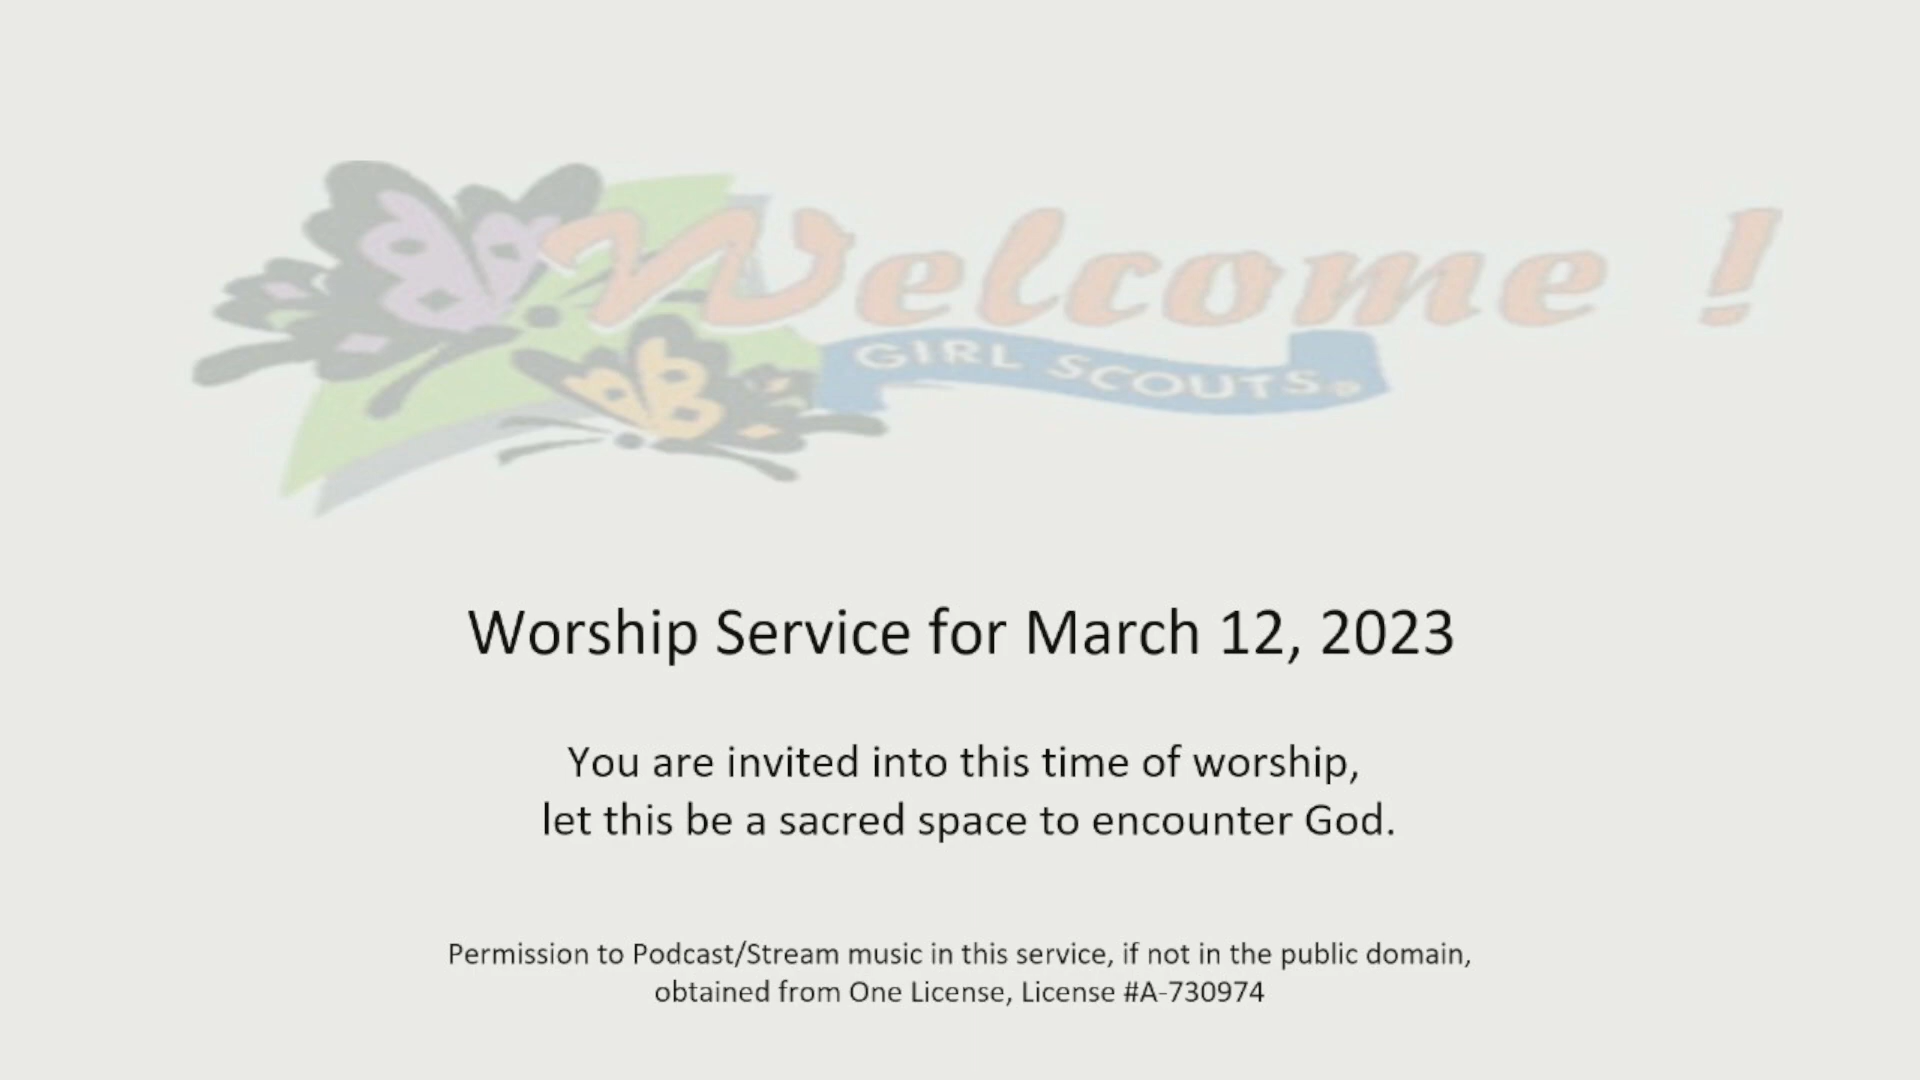 Welcome !
GIRL SCOUTS®
Worship Service for March 12, 2023
You are invited into this time of worship,
let this be a sacred space to encounter God.
Permission to Podcast/Stream music in this service, if not in the public domain,
obtained from One License, License #A-730974